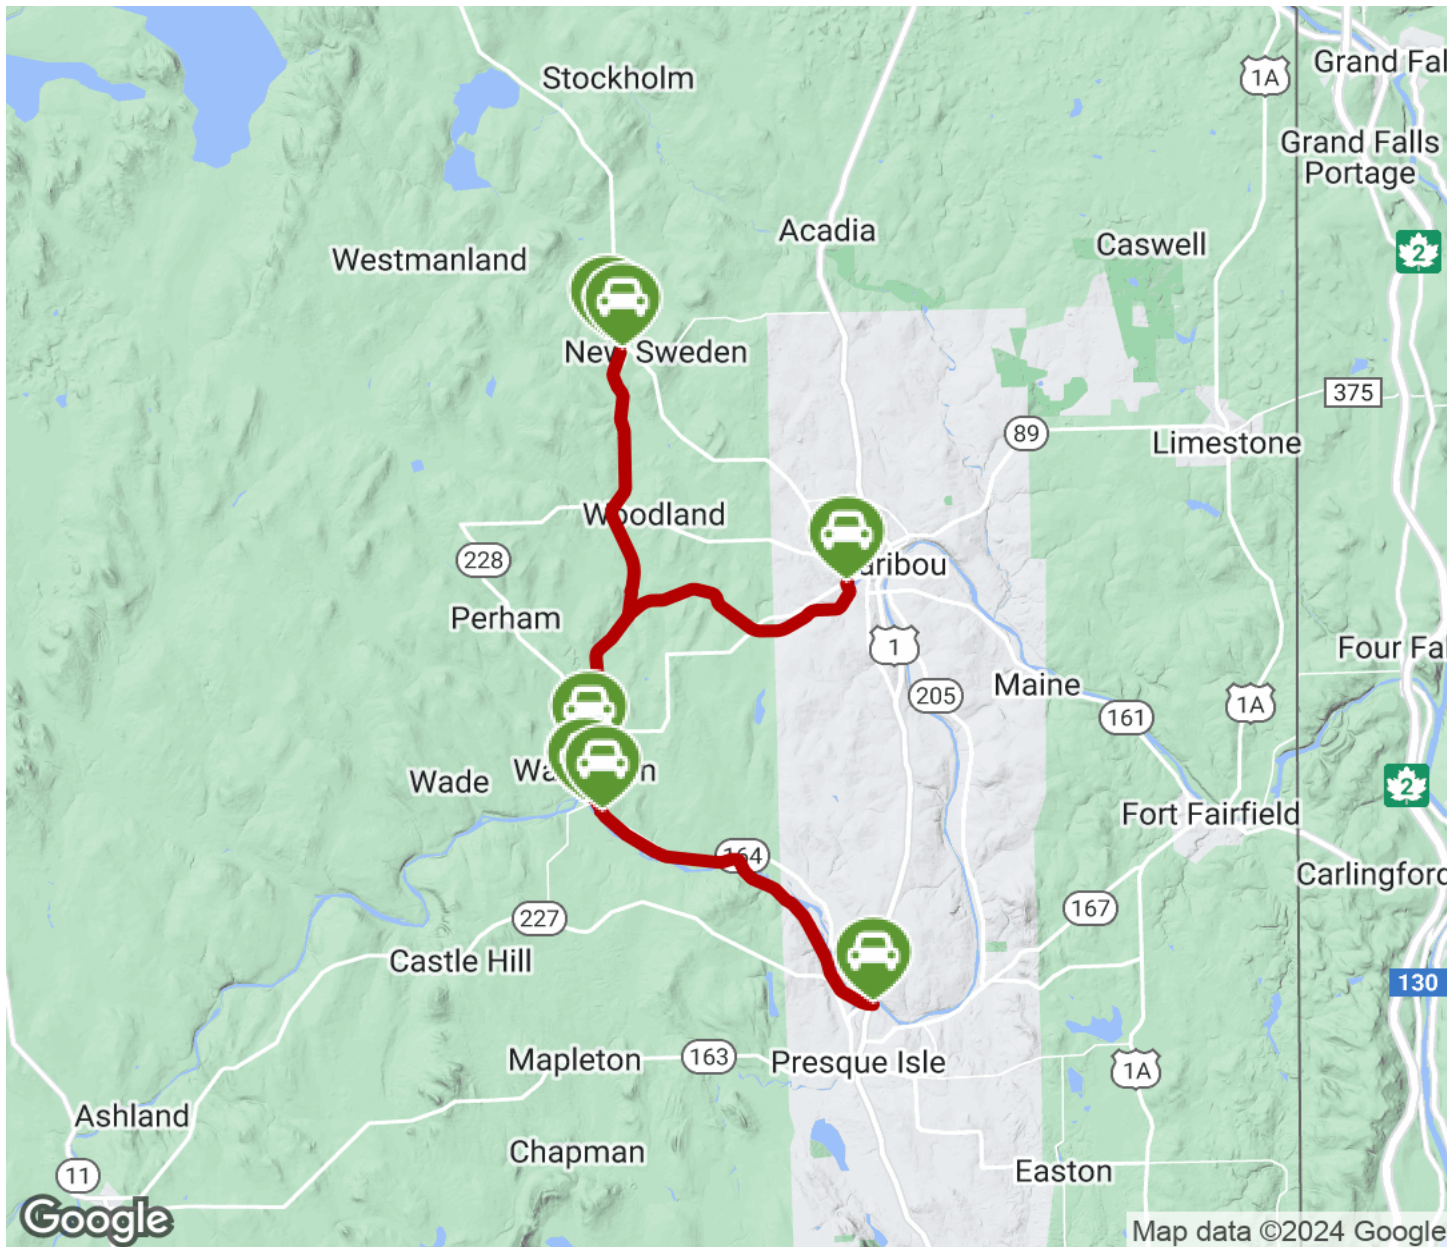 Stockholm
1A
Grand Fal
Grand Falls
Portage
Acadia
Caswell
2
Westmanland
New Sweden
375
89
Limestone
Woodland
228
Caribou
Perham
1
Four Fa
205
Maine
1A
161
Wade
2
Fort Fairfield
164
Carlingford
227
167
Castle Hill
130
Mapleton
163
Presque Isle
1A
Ashland
Chapman
Easton
11
Google
Map data ©2024 Google